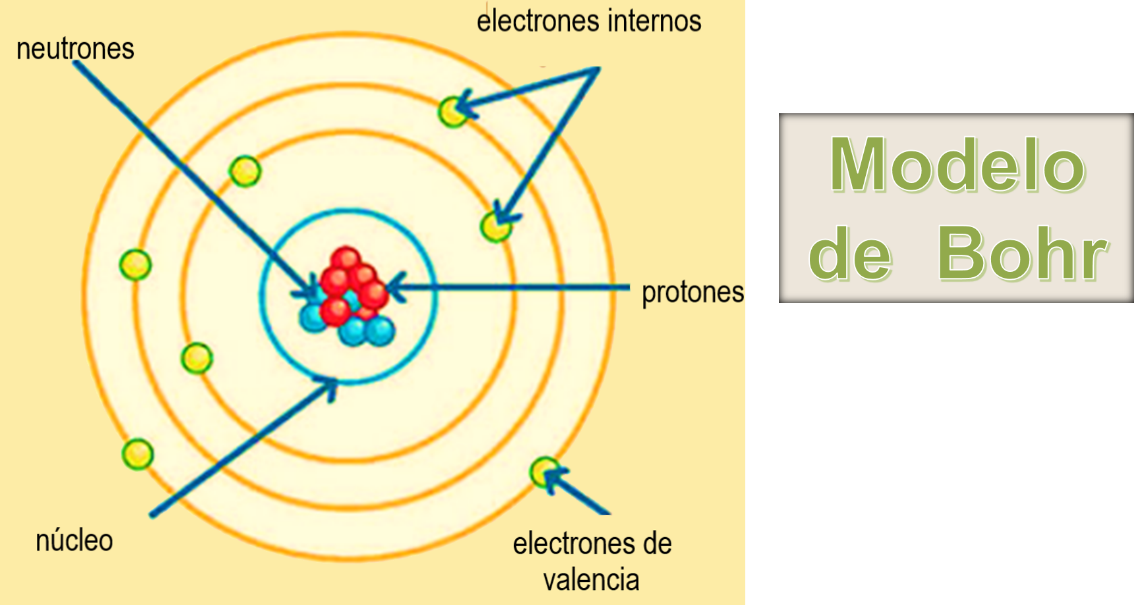 electrones internos
neutrones
protones
núcleo
electrones de
valencia
Modelo
de Bohr